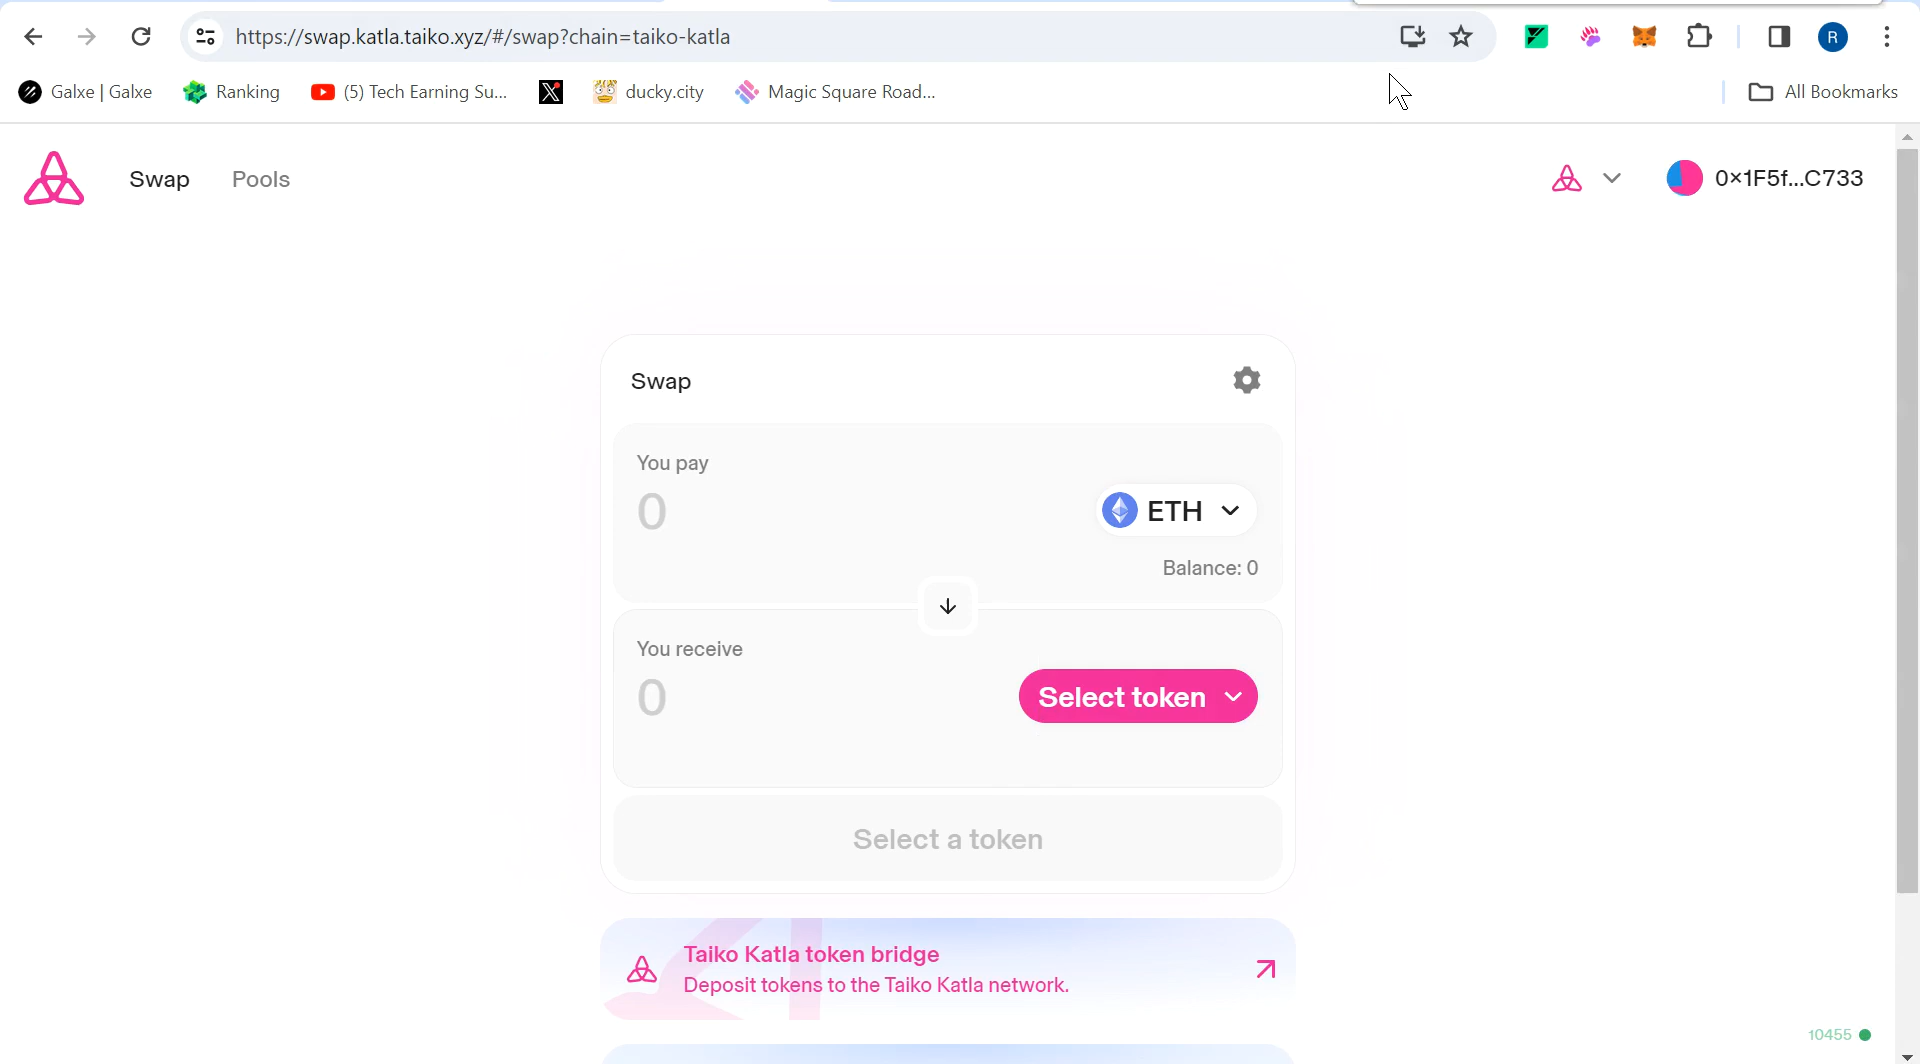 https://swap.katla.taiko.xyz/#/swap?chain=taiko-katla
R
Galxe | Galxe
Ranking
(5) Tech Earning Su...
ducky.city
Magic Square Road...
All Bookmarks
Swap
Pools
0×1F5f...C733
Swap
You pay
0
ETH
Balance: 0
You receive
0
Select token
Select a token
Taiko Katla token bridge
Deposit tokens to the Taiko Katla network.
10455